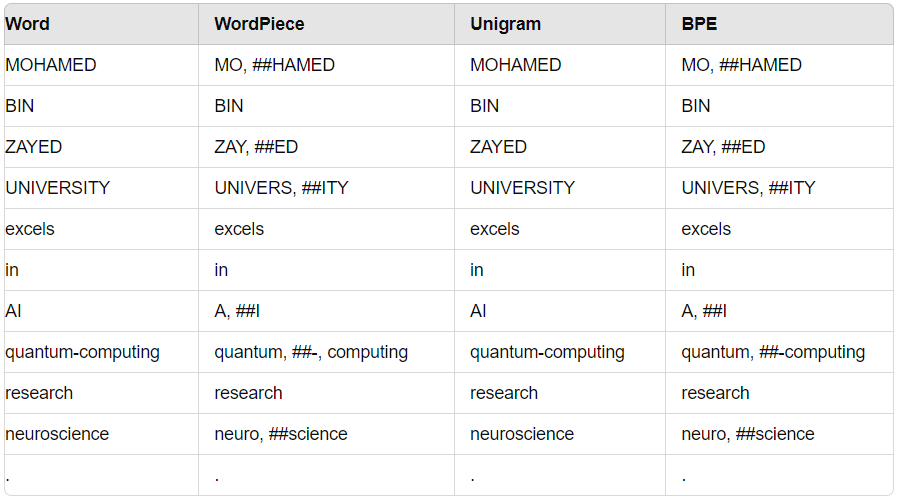 Word WordPiece Unigram BPE
MOHAMED MO, ##HAMED MOHAMED MO, ##HAMED
BIN BIN BIN BIN
ZAYED ZAY, ##ED ZAYED ZAY, ##ED
UNIVERSITY UNIVERS, ##ITY UNIVERSITY UNIVERS, ##ITY
excels excels excels excels
in in in in
AI A, ##I AI A, ##I
quantum-computing quantum, ##-, computing quantum-computing quantum, ##-computing
research research research research
neuroscience neuro, ##science neuroscience neuro, ##science
. . . .